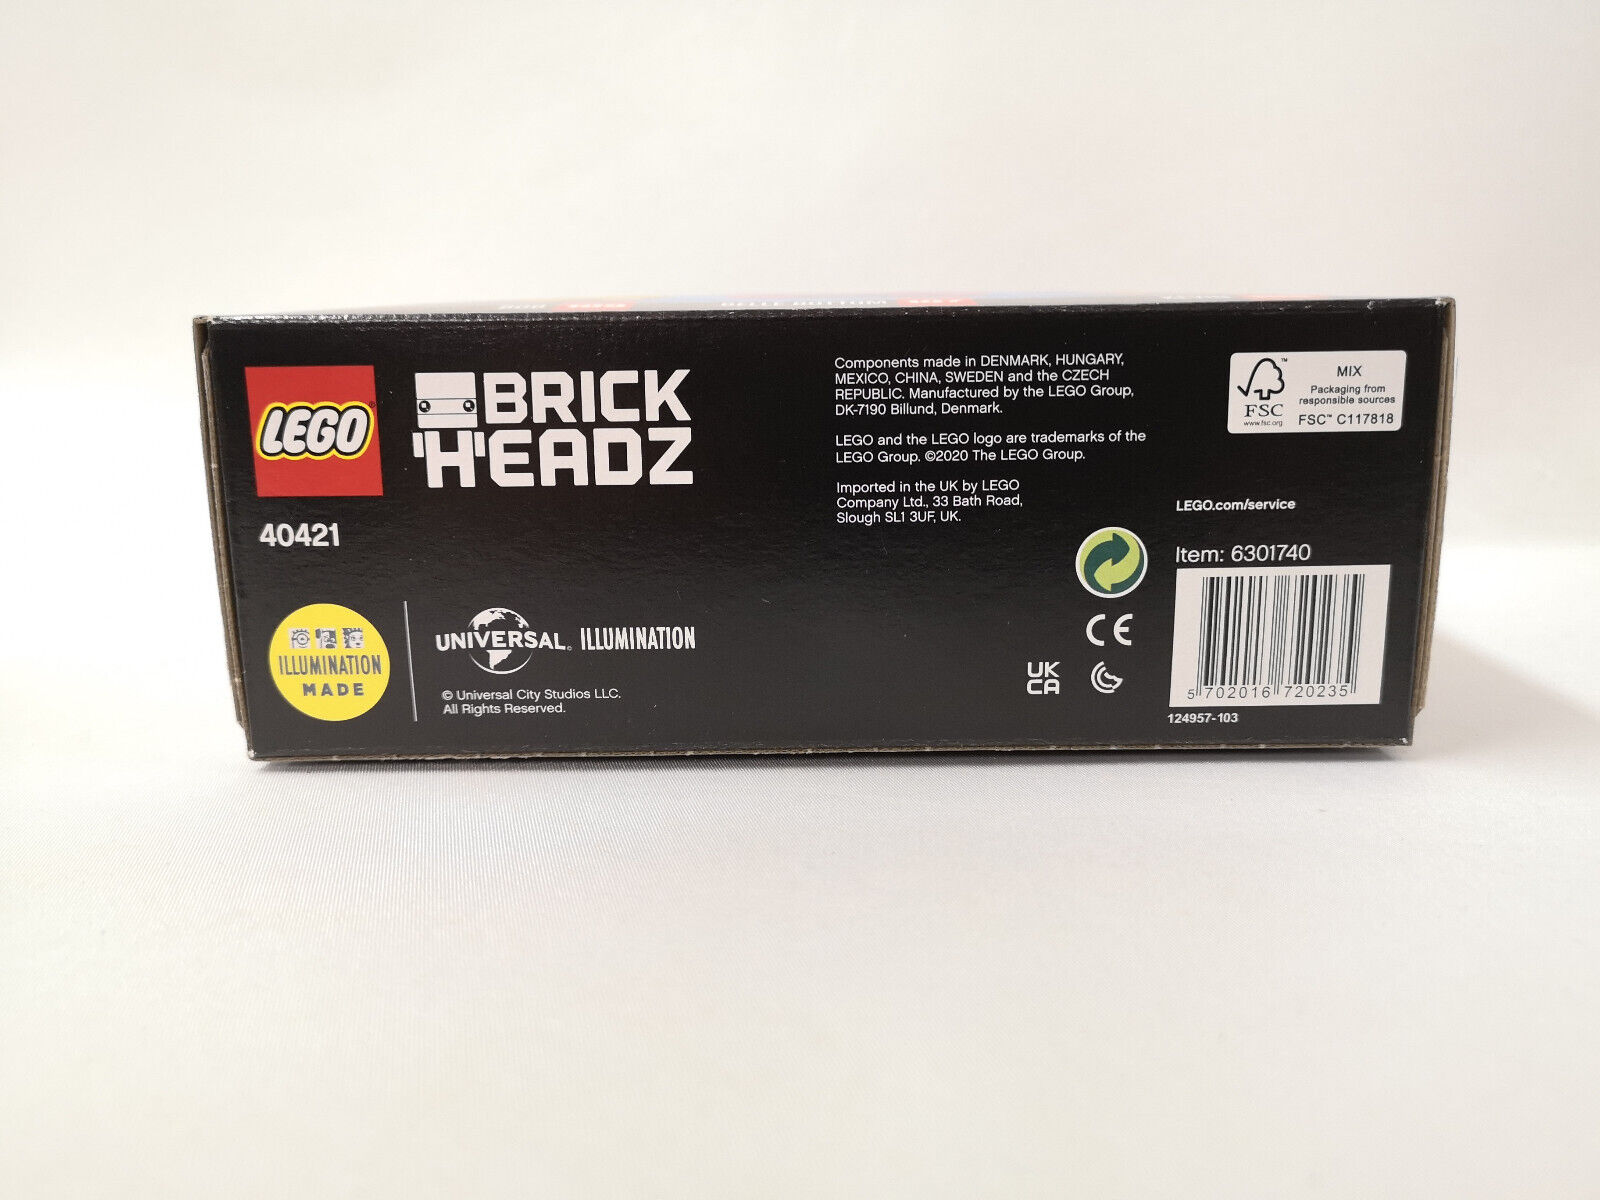 BELLE BOTTOM
LEGO®
BRICK
HEADZ
40421
ILLUMINATION
MADE
UNIVERSAL® ILLUMINATION
© Universal City Studios LLC.
All Rights Reserved.
Components made in DENMARK, HUNGARY,
MEXICO, CHINA, SWEDEN and the CZECH
REPUBLIC. Manufactured by the LEGO Group,
DK-7190 Billund, Denmark.
LEGO and the LEGO logo are trademarks of the
LEGO Group. ©2020 The LEGO Group.
Imported in the UK by LEGO
Company Ltd., 33 Bath Road,
Slough SL1 3UF, UK.
UK
CA
CE
™
FSC
www.fsc.org
MIX
Packaging from
responsible sources
FSC™ C117818
LEGO.com/service
Item: 6301740
5 702016 720235
124957-103